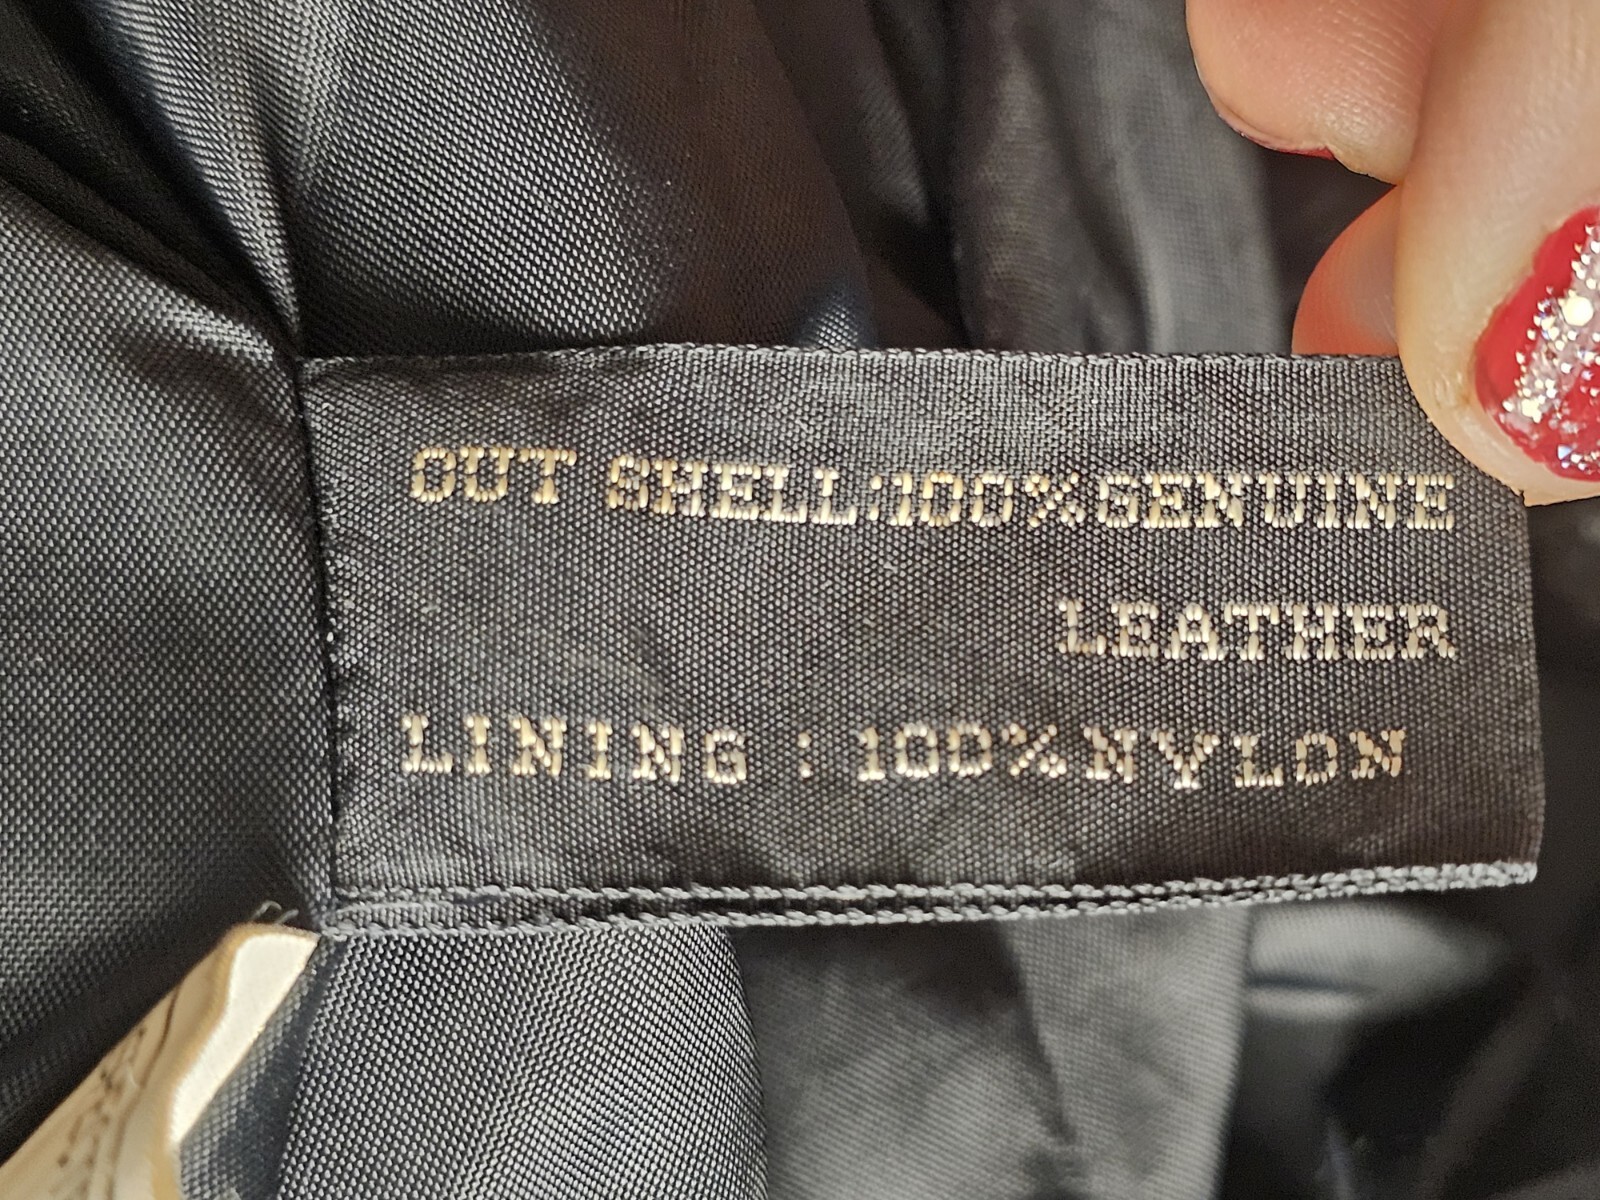 OUT SHELL:100%GENUINE
LEATHER
LINING : 100%NYLON